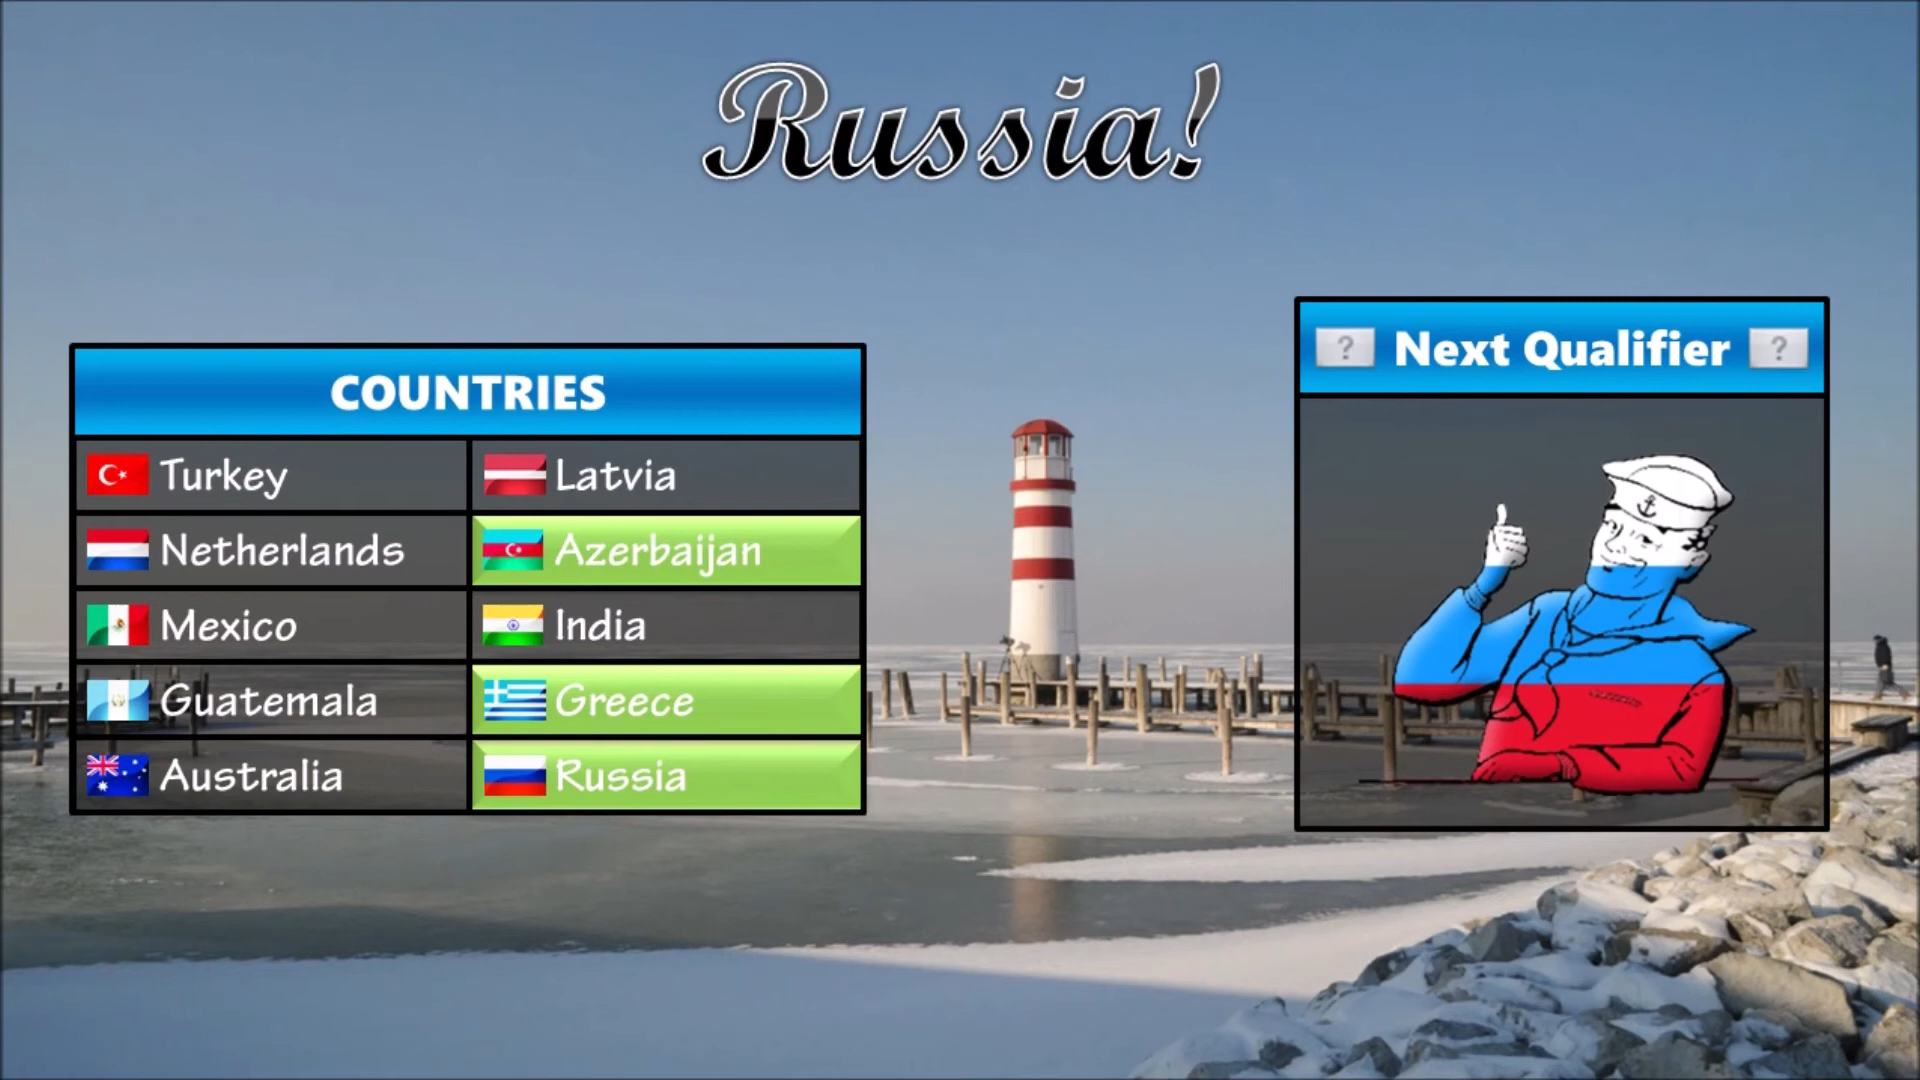 Russia!
COUNTRIES
Turkey
Latvia
Netherlands
Azerbaijan
Mexico
India
Guatemala
Greece
Australia
Russia
? Next Qualifier ?